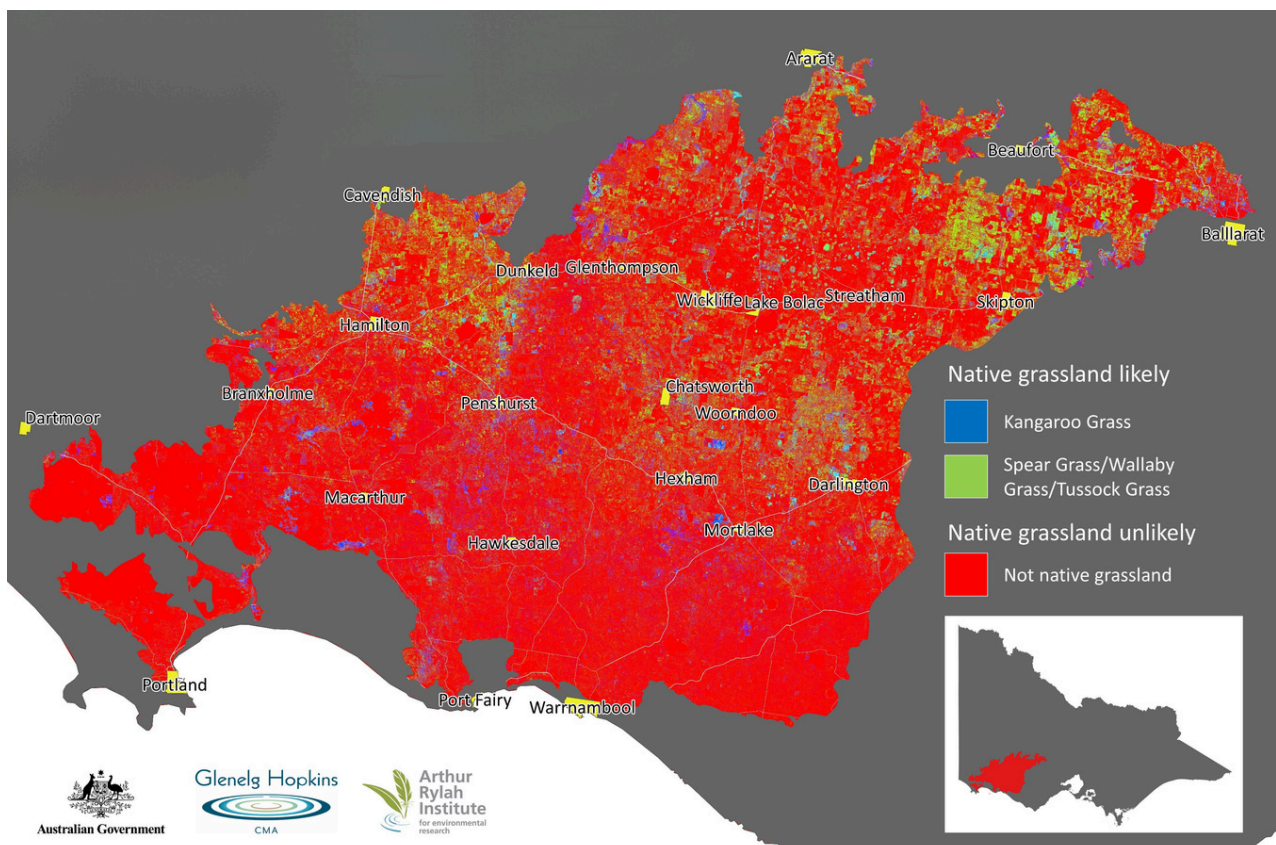 Ararat
Beaufort
Cavendish
Balllarat
Dunkeld
Glenthompson
Wickliffe
Lake Bolac
Streatham
Skipton
Hamilton
Native grassland likely
Branxholme
Penshurst
Chatsworth
Woorndoo
Kangaroo Grass
Dartmoor
Spear Grass/Wallaby
Grass/Tussock Grass
Hexham
Darlington
Macarthur
Mortlake
Native grassland unlikely
Hawkesdale
Not native grassland
Portland
Port Fairy
Warrnambool
Australian Government
Glenelg Hopkins
CMA
Arthur
Rylah
Institute
for environmental
research